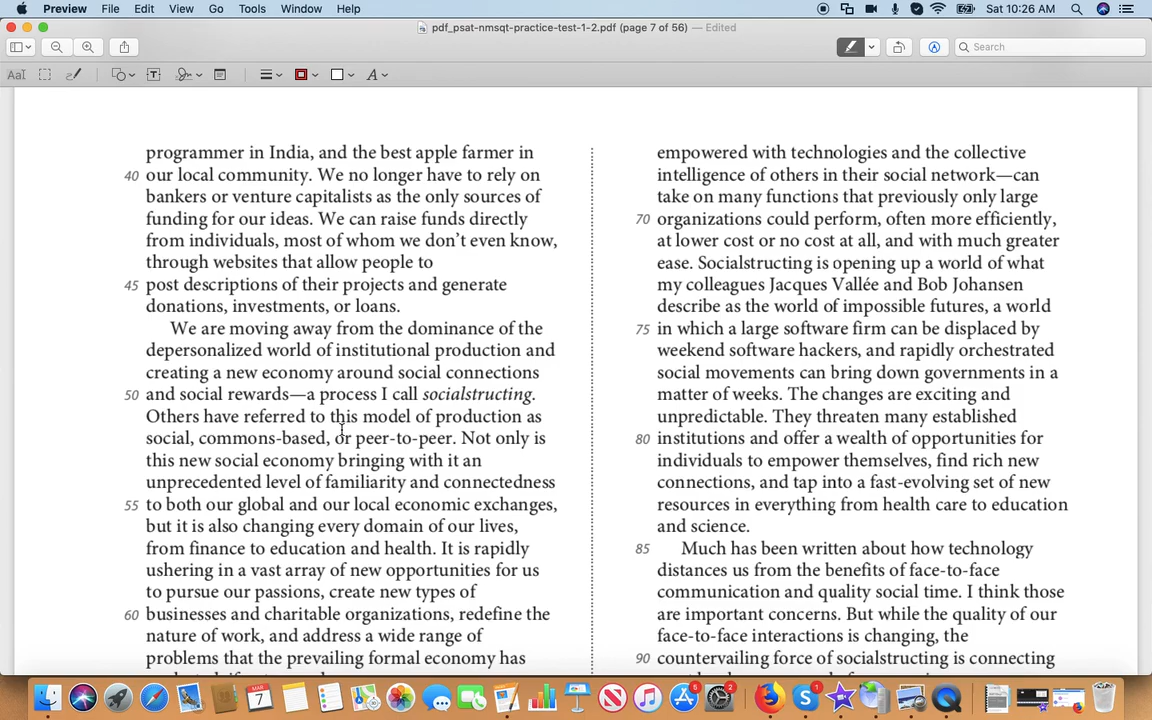 Preview File Edit View Go Tools Window Help Sat 10:26 AM
pdf_psat-nmsqt-practice-test-1-2.pdf (page 7 of 56) — Edited
Search
programmer in India, and the best apple farmer in
40 our local community. We no longer have to rely on
bankers or venture capitalists as the only sources of
funding for our ideas. We can raise funds directly
from individuals, most of whom we don't even know,
through websites that allow people to
45 post descriptions of their projects and generate
donations, investments, or loans.
We are moving away from the dominance of the
depersonalized world of institutional production and
creating a new economy around social connections
50 and social rewards—a process I call socialstructing.
Others have referred to this model of production as
social, commons-based, or peer-to-peer. Not only is
this new social economy bringing with it an
unprecedented level of familiarity and connectedness
55 to both our global and our local economic exchanges,
but it is also changing every domain of our lives,
from finance to education and health. It is rapidly
ushering in a vast array of new opportunities for us
to pursue our passions, create new types of
60 businesses and charitable organizations, redefine the
nature of work, and address a wide range of
problems that the prevailing formal economy has
empowered with technologies and the collective
intelligence of others in their social network—can
take on many functions that previously only large
70 organizations could perform, often more efficiently,
at lower cost or no cost at all, and with much greater
ease. Socialstructing is opening up a world of what
my colleagues Jacques Vallée and Bob Johansen
describe as the world of impossible futures, a world
75 in which a large software firm can be displaced by
weekend software hackers, and rapidly orchestrated
social movements can bring down governments in a
matter of weeks. The changes are exciting and
unpredictable. They threaten many established
80 institutions and offer a wealth of opportunities for
individuals to empower themselves, find rich new
connections, and tap into a fast-evolving set of new
resources in everything from health care to education
and science.
85 Much has been written about how technology
distances us from the benefits of face-to-face
communication and quality social time. I think those
are important concerns. But while the quality of our
face-to-face interactions is changing, the
90 countervailing force of socialstructing is connecting